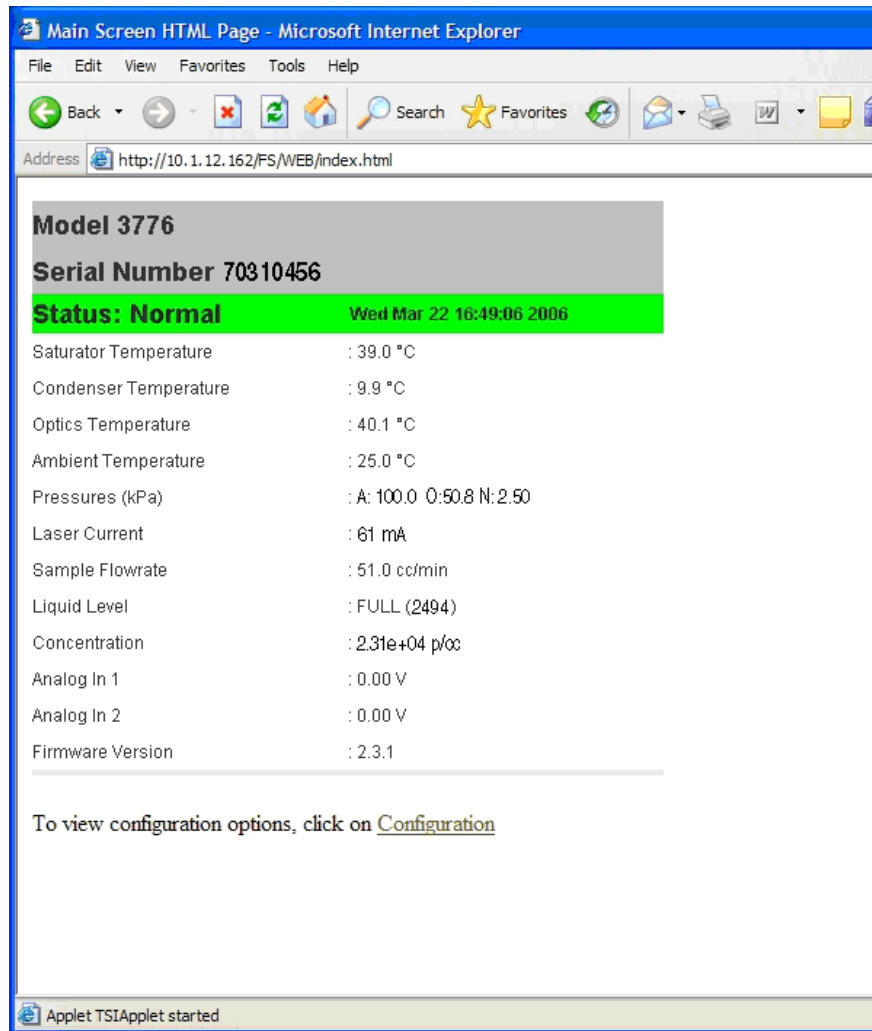 Main Screen HTML Page - Microsoft Internet Explorer
File Edit View Favorites Tools Help
Back Search Favorites W
Address http://10.1.12.162/FS/WEB/index.html
Model 3776
Serial Number 70310456
Status: Normal Wed Mar 22 16:49:06 2006
Saturator Temperature : 39.0 °C
Condenser Temperature : 9.9 °C
Optics Temperature : 40.1 °C
Ambient Temperature : 25.0 °C
Pressures (kPa) : A: 100.0 O:50.8 N: 2.50
Laser Current : 61 mA
Sample Flowrate : 51.0 cc/min
Liquid Level : FULL (2494)
Concentration : 2.31e+04 p/cc
Analog In 1 : 0.00 V
Analog In 2 : 0.00 V
Firmware Version : 2.3.1
To view configuration options, click on Configuration
Applet TSIApplet started